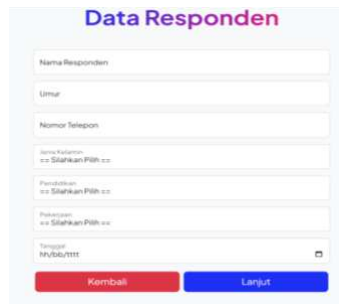 Data Responden
Nama Responden
Umur
Nomor Telepon
Jenis Kelamin
== Silahkan Pilih ==
Pendidikan
== Silahkan Pilih ==
Pekerjaan
== Silahkan Pilih ==
Tanggal
hh/bb/tttt
Kembali
Lanjut